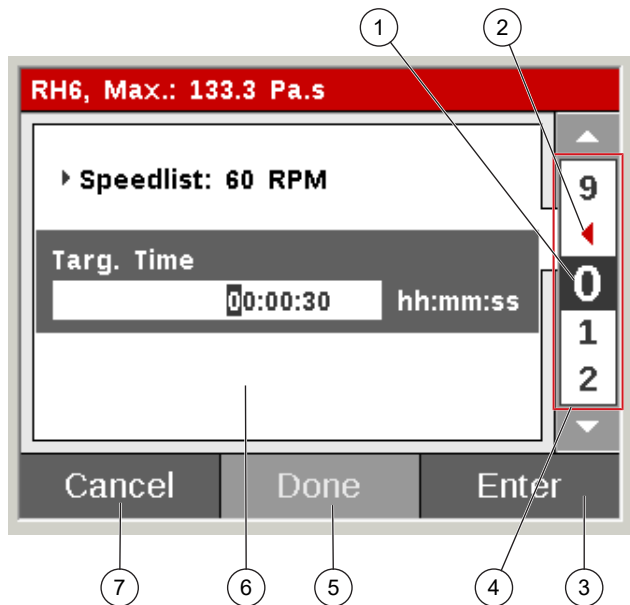 1
2
RH6, Max.: 133.3 Pa.s
Speedlist: 60 RPM
9
Targ. Time
0
00:00:30 hh:mm:ss
1
2
Cancel Done Enter
7
6
5
4
3